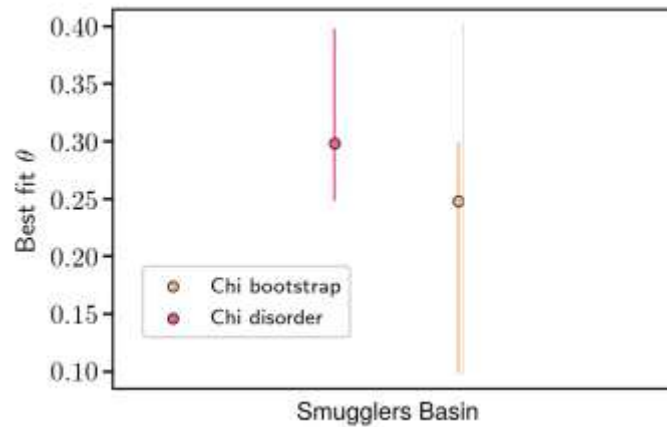 0.40
0.35
0.30
0.25
0.20
0.15
0.10
Best fit θ
Chi bootstrap
Chi disorder
Smugglers Basin